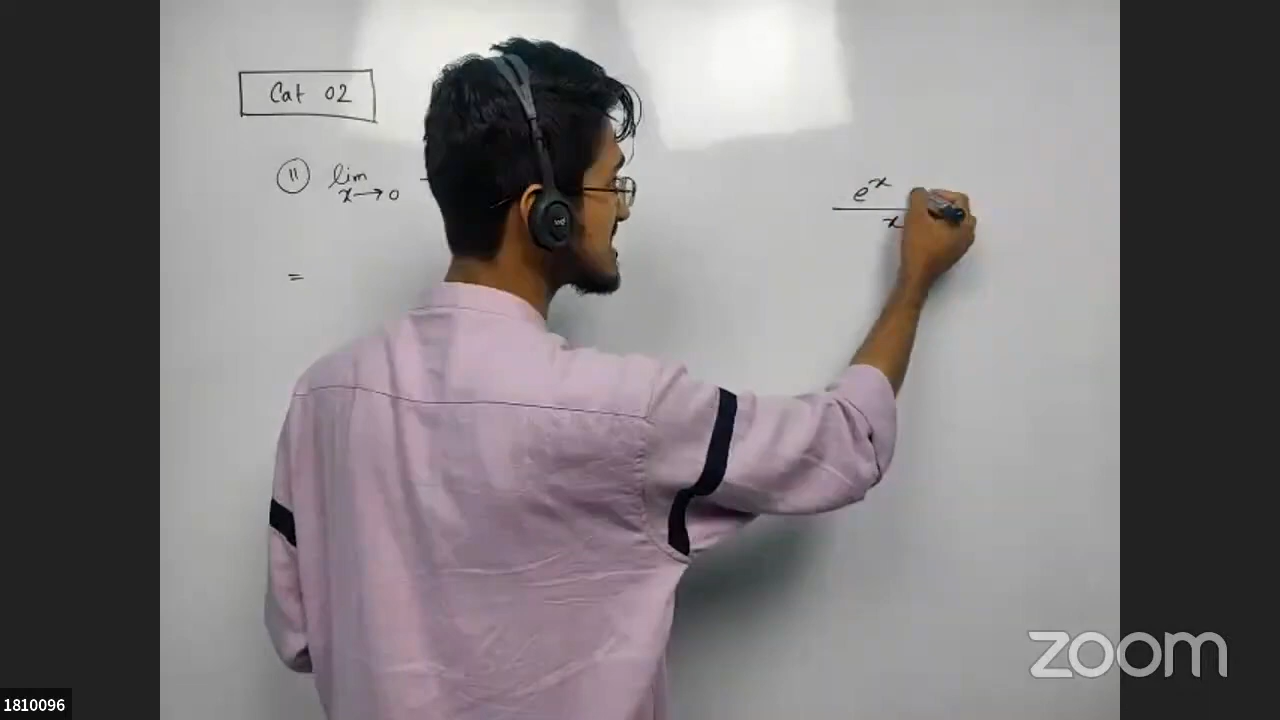 Cat 02
11 lim e^x
x→0 x
=
zoom
1810096